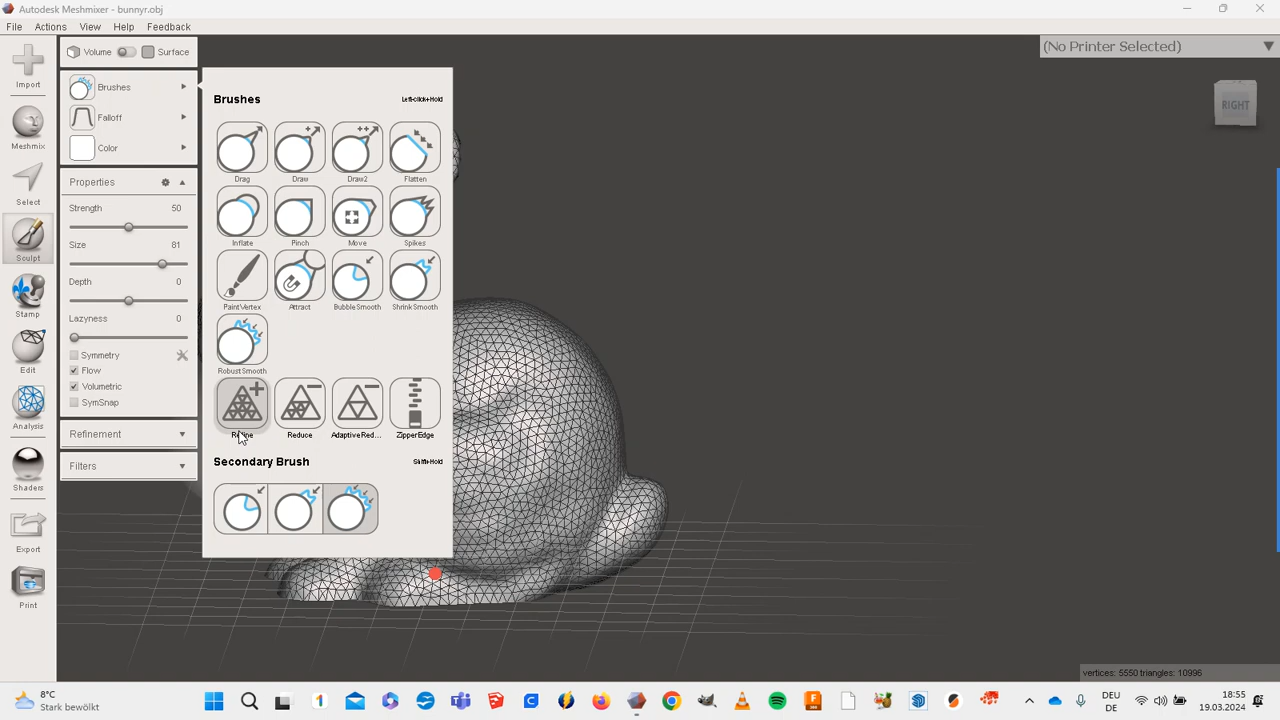 Autodesk Meshmixer - bunnyr.obj
File Actions View Help Feedback
(No Printer Selected)
Import
Meshmix
Select
Sculpt
Stamp
Edit
Analysis
Shaders
Export
Print
Volume Surface
Brushes
Falloff
Color
Properties
Strength 50
Size 81
Depth 0
Lazyness 0
Symmetry
Flow
Volumetric
SymSnap
Refinement
Filters
Brushes Left-click+Hold
Drag Draw Draw2 Flatten
Inflate Pinch Move Spikes
PaintVertex Attract BubbleSmooth ShrinkSmooth
RobustSmooth
Refine Reduce AdaptiveRed... ZipperEdge
Secondary Brush Shift+Hold
RIGHT
vertices: 5550 triangles: 10996
8°C
Stark bewölkt
DEU
DE
18:55
19.03.2024